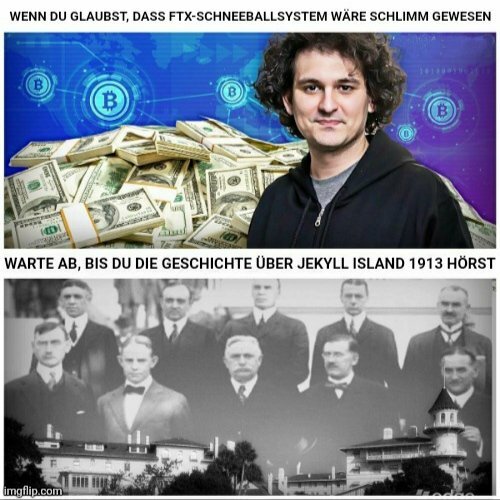 WENN DU GLAUBST, DASS FTX-SCHNEEBALLSYSTEM WÄRE SCHLIMM GEWESEN
WARTE AB, BIS DU DIE GESCHICHTE ÜBER JEKYLL ISLAND 1913 HÖRST
imgflip.com